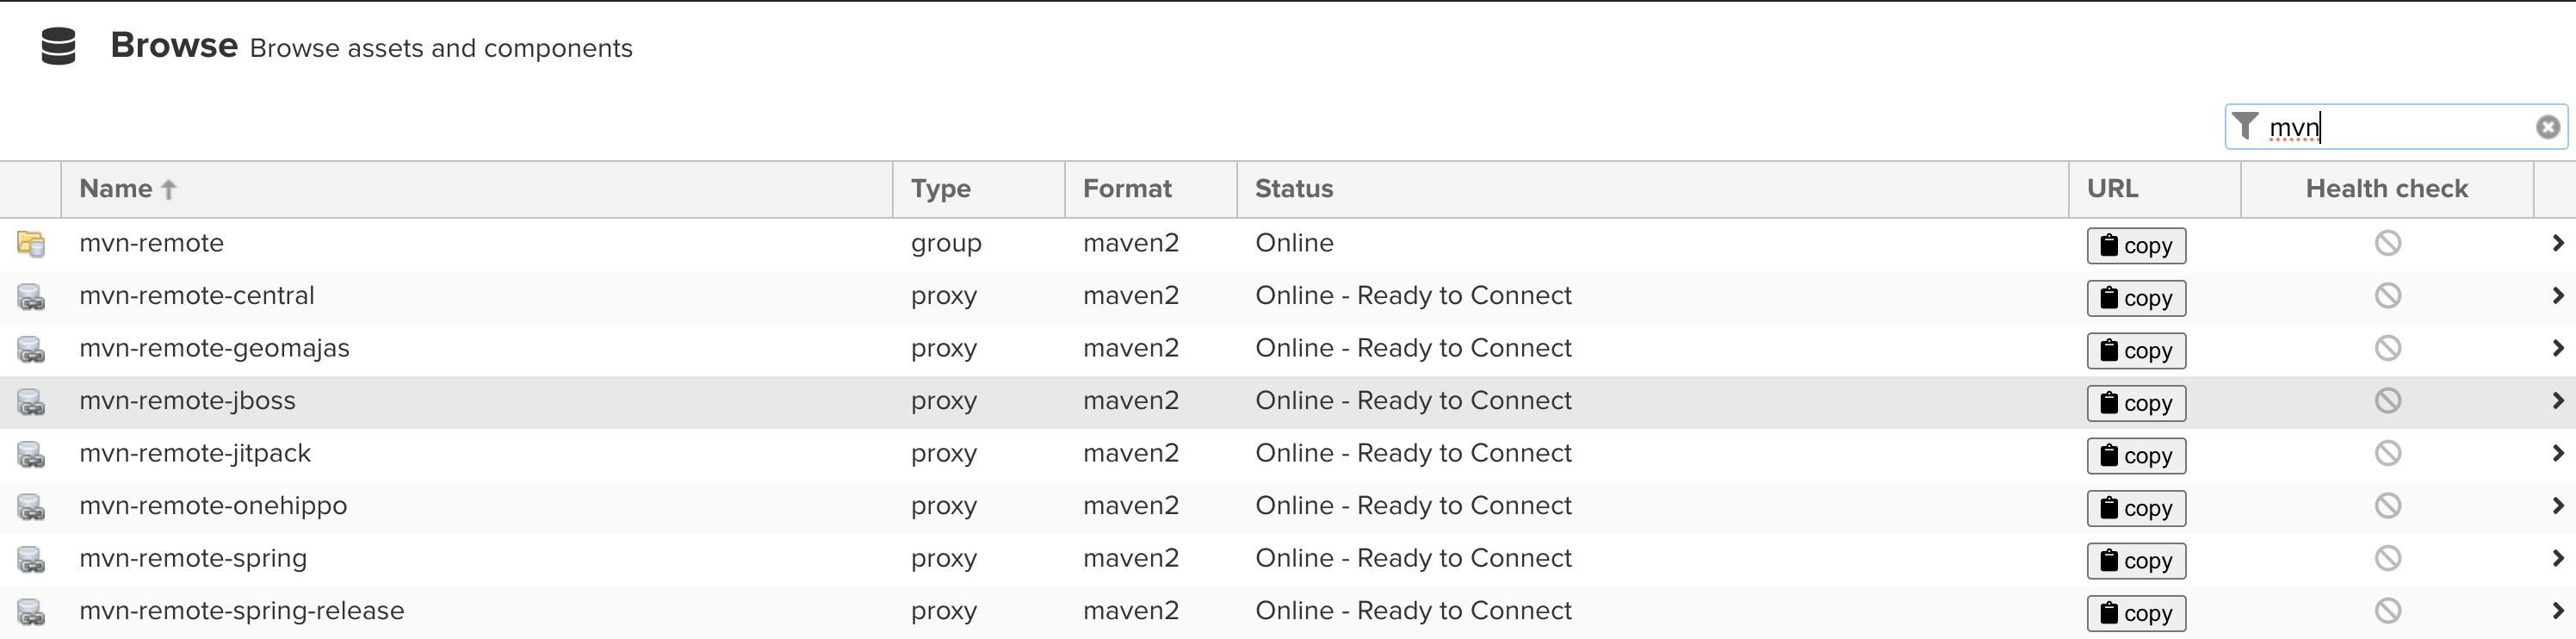 Browse Browse assets and components
mvn
Name Type Format Status URL Health check
mvn-remote group maven2 Online copy
mvn-remote-central proxy maven2 Online - Ready to Connect copy
mvn-remote-geomajas proxy maven2 Online - Ready to Connect copy
mvn-remote-jboss proxy maven2 Online - Ready to Connect copy
mvn-remote-jitpack proxy maven2 Online - Ready to Connect copy
mvn-remote-onehippo proxy maven2 Online - Ready to Connect copy
mvn-remote-spring proxy maven2 Online - Ready to Connect copy
mvn-remote-spring-release proxy maven2 Online - Ready to Connect copy